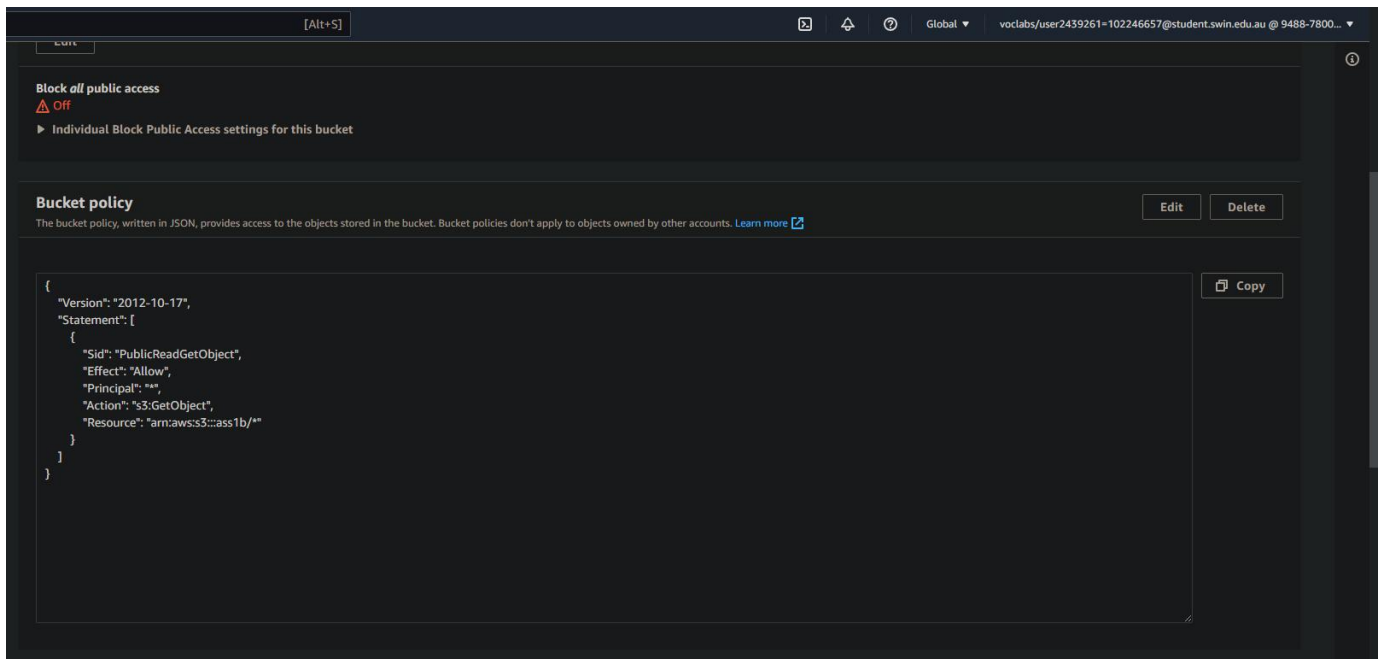 [Alt+S]
Global ▼
voclabs/user2439261=102246657@student.swin.edu.au @ 9488-7800... ▼
Edit
Block all public access
Off
Individual Block Public Access settings for this bucket
Bucket policy
Edit
Delete
The bucket policy, written in JSON, provides access to the objects stored in the bucket. Bucket policies don't apply to objects owned by other accounts. Learn more
Copy
{
"Version": "2012-10-17",
"Statement": [
{
"Sid": "PublicReadGetObject",
"Effect": "Allow",
"Principal": "*",
"Action": "s3:GetObject",
"Resource": "arn:aws:s3:::ass1b/*"
}
]
}